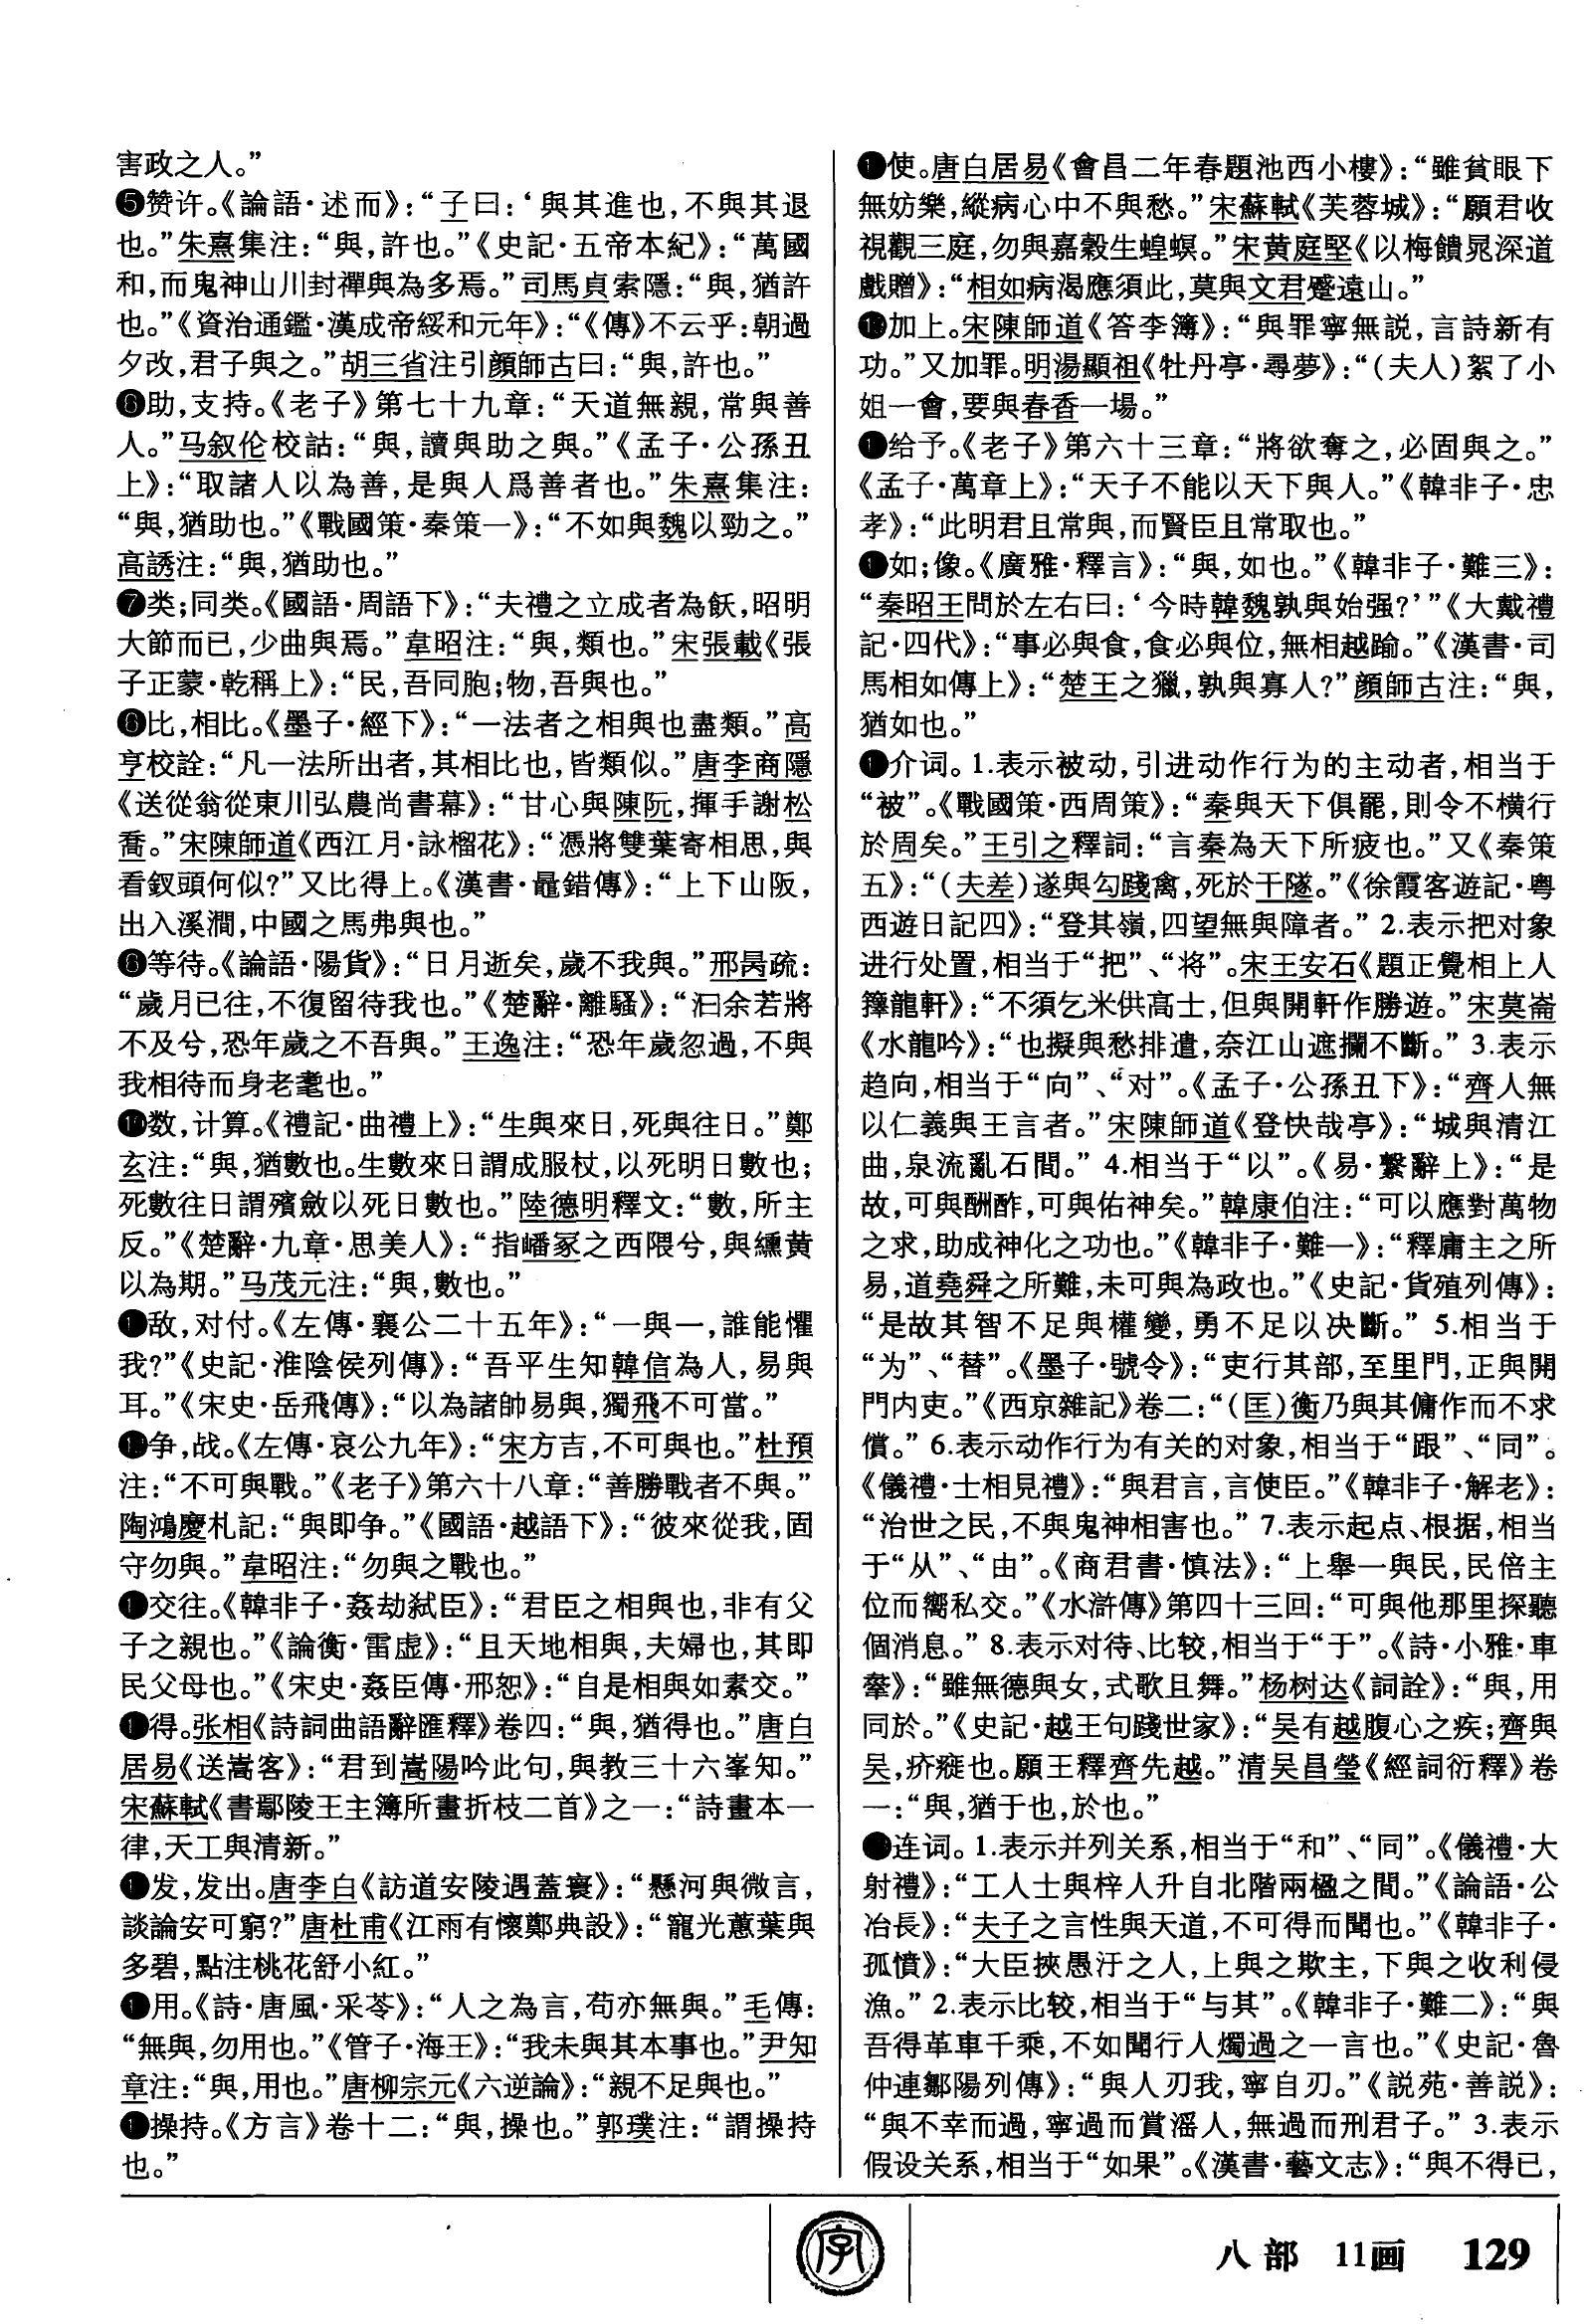 害政之人。”
❺赞许。《論語·述而》：“子曰：‘與其進也，不與其退
也。”朱熹集注：“與，許也。”《史記·五帝本紀》：“萬國
和，而鬼神山川封禪與為多焉。”司馬貞索隱：“與，猶許
也。”《資治通鑑·漢成帝綏和元年》：“《傳》不云乎：朝過
夕改，君子與之。”胡三省注引顔師古曰：“與，許也。”
❻助，支持。《老子》第七十九章：“天道無親，常與善
人。”马叙伦校詁：“與，讀與助之與。”《孟子·公孫丑
上》：“取諸人以為善，是與人爲善者也。”朱熹集注：
“與，猶助也。”《戰國策·秦策一》：“不如與魏以勁之。”
高誘注：“與，猶助也。”
❼类；同类。《國語·周語下》：“夫禮之立成者為飫，昭明
大節而已，少曲與焉。”韋昭注：“與，類也。”宋張載《張
子正蒙·乾稱上》：“民，吾同胞；物，吾與也。”
比，相比。《墨子·經下》：“一法者之相與也盡類。”高
亨校詮：“凡一法所出者，其相比也，皆類似。”唐李商隱
《送從翁從東川弘農尚書幕》：“甘心與陳阮，揮手謝松
喬。”宋陳師道《西江月·詠榴花》：“憑將雙葉寄相思，與
看釵頭何似？”又比得上。《漢書·鼂錯傳》：“上下山阪，
出入溪澗，中國之馬弗與也。”
等待。《論語·陽貨》：“日月逝矣，歲不我與。”邢昺疏：
“歲月已往，不復留待我也。”《楚辭·離騷》：“汩余若將
不及兮，恐年歲之不吾與。”王逸注：“恐年歲忽過，不與
我相待而身老耄也。”
數，计算。《禮記·曲禮上》：“生與來日，死與往日。”鄭
玄注：“與，猶數也。生數來日謂成服杖，以死明日數也；
死數往日謂殯斂以死日數也。”陸德明釋文：“數，所主
反。”《楚辭·九章·思美人》：“指嶓冢之西隈兮，與纁黄
以為期。”马茂元注：“與，數也。”
敌，对付。《左傳·襄公二十五年》：“一與一，誰能懼
我？”《史記·淮陰侯列傳》：“吾平生知韓信為人，易與
耳。”《宋史·岳飛傳》：“以為諸帥易與，獨飛不可當。”
争，战。《左傳·哀公九年》：“宋方吉，不可與也。”杜預
注：“不可與戰。”《老子》第六十八章：“善勝戰者不與。”
陶鴻慶札記：“與即争。”《國語·越語下》：“彼來從我，固
守勿與。”韋昭注：“勿與之戰也。”
交往。《韓非子·姦劫弑臣》：“君臣之相與也，非有父
子之親也。”《論衡·雷虚》：“且天地相與，夫婦也，其即
民父母也。”《宋史·姦臣傳·邢恕》：“自是相與如素交。”
得。张相《詩詞曲語辭匯釋》卷四：“與，猶得也。”唐白
居易《送嵩客》：“君到嵩陽吟此句，與教三十六峯知。”
宋蘇軾《書鄢陵王主簿所畫折枝二首》之一：“詩畫本一
律，天工與清新。”
发，发出。唐李白《訪道安陵遇蓋寰》：“懸河與微言，
談論安可窮？”唐杜甫《江雨有懷鄭典設》：“寵光蕙葉與
多碧，點注桃花舒小紅。”
用。《詩·唐風·采苓》：“人之為言，苟亦無與。”毛傳：
“無與，勿用也。”《管子·海王》：“我未與其本事也。”尹知
章注：“與，用也。”唐柳宗元《六逆論》：“親不足與也。”
操持。《方言》卷十二：“與，操也。”郭璞注：“謂操持
也。”
使。唐白居易《會昌二年春題池西小樓》：“雖貧眼下
無妨樂，縱病心中不與愁。”宋蘇軾《芙蓉城》：“願君收
視觀三庭，勿與嘉穀生蝗螟。”宋黄庭堅《以梅饋晁深道
戲贈》：“相如病渴應須此，莫與文君蹙遠山。”
加上。宋陳師道《答李簿》：“與罪寧無説，言詩新有
功。”又加罪。明湯顯祖《牡丹亭·尋夢》：“（夫人）絮了小
姐一會，要與春香一場。”
给予。《老子》第六十三章：“將欲奪之，必固與之。”
《孟子·萬章上》：“天子不能以天下與人。”《韓非子·忠
孝》：“此明君且常與，而賢臣且常取也。”
如；像。《廣雅·釋言》：“與，如也。”《韓非子·難三》：
“秦昭王問於左右曰：‘今時韓魏孰與始强？’”《大戴禮
記·四代》：“事必與食，食必與位，無相越踰。”《漢書·司
馬相如傳上》：“楚王之獵，孰與寡人？”顔師古注：“與，
猶如也。”
介词。1.表示被动，引进动作行为的主动者，相当于
“被”。《戰國策·西周策》：“秦與天下俱罷，則令不横行
於周矣。”王引之釋詞：“言秦為天下所疲也。”又《秦策
五》：“（夫差）遂與勾踐禽，死於干隧。”《徐霞客遊記·粤
西遊日記四》：“登其嶺，四望無與障者。” 2.表示把对象
进行处置，相当于“把”、“将”。宋王安石《題正覺相上人
籜龍軒》：“不須乞米供高士，但與開軒作勝遊。”宋莫崙
《水龍吟》：“也擬與愁排遣，奈江山遮攔不斷。” 3.表示
趋向，相当于“向”、“对”。《孟子·公孫丑下》：“齊人無
以仁義與王言者。”宋陳師道《登快哉亭》：“城與清江
曲，泉流亂石間。” 4.相当于“以”。《易·繫辭上》：“是
故，可與酬酢，可與佑神矣。”韓康伯注：“可以應對萬物
之求，助成神化之功也。”《韓非子·難一》：“釋庸主之所
易，道堯舜之所難，未可與為政也。”《史記·貨殖列傳》：
“是故其智不足與權變，勇不足以决斷。” 5.相当于
“为”、“替”。《墨子·號令》：“吏行其部，至里門，正與開
門内吏。”《西京雜記》卷二：“（匡）衡乃與其傭作而不求
償。” 6.表示动作行为有关的对象，相当于“跟”、“同”。
《儀禮·士相見禮》：“與君言，言使臣。”《韓非子·解老》：
“治世之民，不與鬼神相害也。” 7.表示起点、根据，相当
于“从”、“由”。《商君書·慎法》：“上舉一與民，民倍主
位而嚮私交。”《水滸傳》第四十三回：“可與他那里探聽
個消息。” 8.表示对待、比较，相当于“于”。《詩·小雅·車
舝》：“雖無德與女，式歌且舞。”杨树达《詞詮》：“與，用
同於。”《史記·越王句踐世家》：“吴有越腹心之疾；齊與
吴，疥㿈也。願王釋齊先越。”清吴昌瑩《經詞衍釋》卷
一：“與，猶于也，於也。”
连词。1.表示并列关系，相当于“和”、“同”。《儀禮·大
射禮》：“工人士與梓人升自北階兩楹之間。”《論語·公
冶長》：“夫子之言性與天道，不可得而聞也。”《韓非子·
孤憤》：“大臣挾愚汙之人，上與之欺主，下與之收利侵
漁。” 2.表示比较，相当于“与其”。《韓非子·難二》：“與
吾得革車千乘，不如聞行人燭過之一言也。”《史記·魯
仲連鄒陽列傳》：“與人刃我，寧自刃。”《説苑·善説》：
“與不幸而過，寧過而賞滛人，無過而刑君子。” 3.表示
假设关系，相当于“如果”。《漢書·藝文志》：“與不得已，
字
八部 11画 129